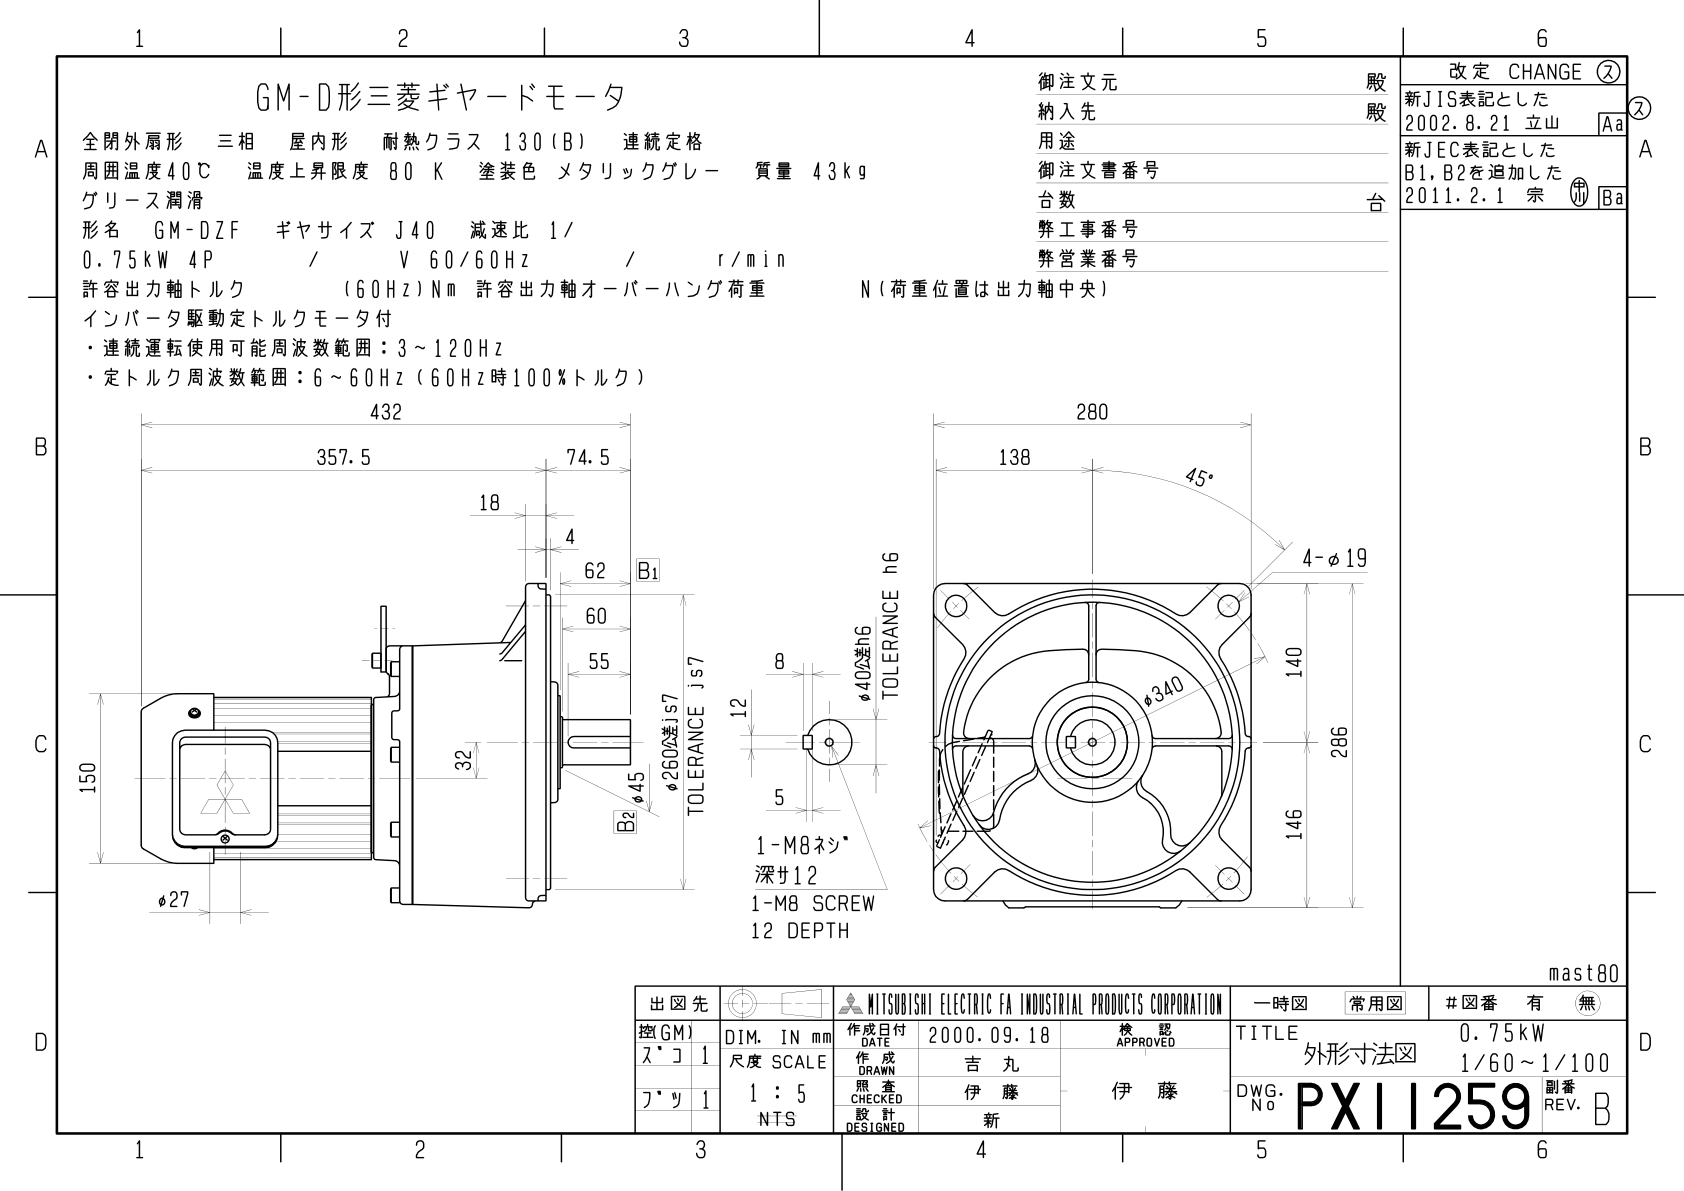 1 2 3 4 5 6
A
B
C
D
GM-D形三菱ギヤードモータ
全閉外扇形 三相 屋内形 耐熱クラス 130(B) 連続定格
周囲温度40℃ 温度上昇限度 80 K 塗装色 メタリックグレー 質量 43kg
グリース潤滑
形名 GM-DZF ギヤサイズ J40 減速比 1/
0.75kW 4P / V 60/60Hz / r/min
許容出力軸トルク (60Hz)Nm 許容出力軸オーバーハング荷重 N(荷重位置は出力軸中央)
インバータ駆動定トルクモータ付
・連続運転使用可能周波数範囲：3~120Hz
・定トルク周波数範囲：6~60Hz(60Hz時100%トルク)
御注文元 殿
納入先 殿
用途
御注文書番号
台数 台
弊工事番号
弊営業番号
改定 CHANGE ス
新JIS表記とした
2002.8.21 立山 Aa
ス
新JEC表記とした
B1,B2を追加した
2011.2.1 宗 中川 Ba
A
B
C
D
432
357.5 74.5
18
4
62 B1
60
55
32
150
φ27
φ45
B2
φ260公差js7
TOLERANCE js7
8
12
5
φ40公差h6
TOLERANCE h6
1-M8ネジ
深サ12
1-M8 SCREW
12 DEPTH
280
138
45°
4-φ19
φ340
140
146
286
mast80
出図先
控(GM)
ズコ 1
ブツ 1
DIM. IN mm
尺度 SCALE
1 : 5
NTS
MITSUBISHI ELECTRIC FA INDUSTRIAL PRODUCTS CORPORATION
作成日付
DATE
2000.09.18
作成
DRAWN
吉丸
照査
CHECKED
伊藤
設計
DESIGNED
新
検認
APPROVED
伊藤
一時図 常用図 #図番 有 無
TITLE
外形寸法図
0.75kW
1/60~1/100
DWG.
No
PX11259
副番
REV.
B
1 2 3 4 5 6